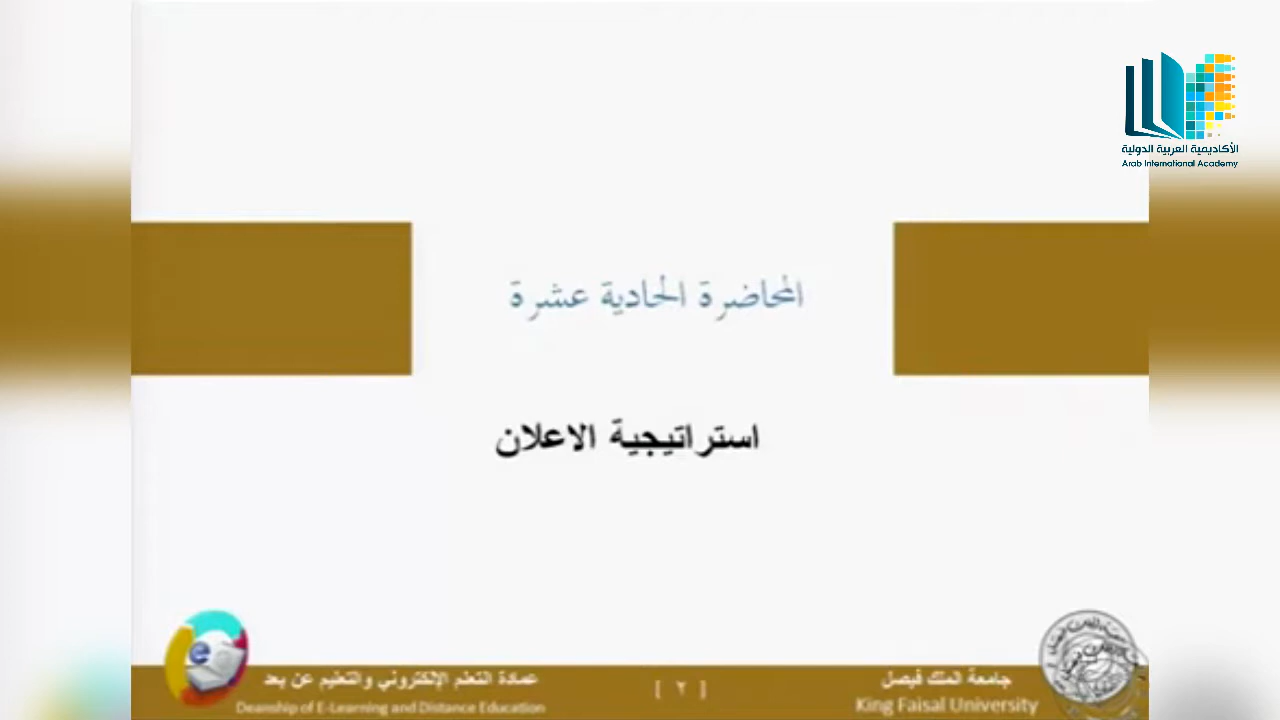 الأكاديمية العربية الدولية
Arab International Academy
المحاضرة الحادية عشرة
استراتيجية الاعلان
جامعة الملك فيصل
King Faisal University
[ ٢ ]
عمادة التعلم الإلكتروني والتعليم عن بعد
Deanship of E-Learning and Distance Education